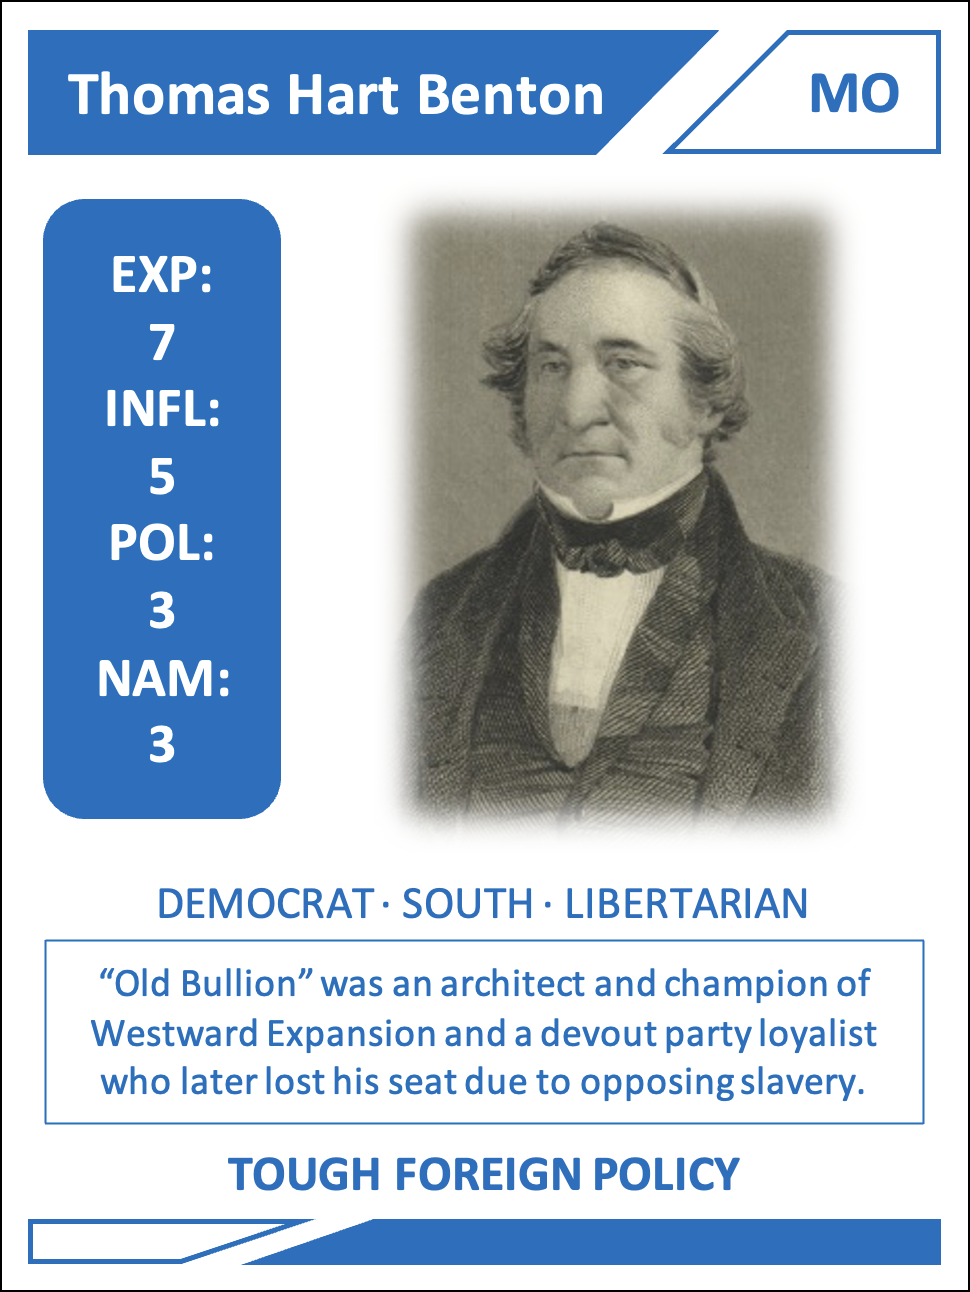 Thomas Hart Benton
MO
EXP:
7
INFL:
5
POL:
3
NAM:
3
DEMOCRAT · SOUTH · LIBERTARIAN
“Old Bullion” was an architect and champion of
Westward Expansion and a devout party loyalist
who later lost his seat due to opposing slavery.
TOUGH FOREIGN POLICY